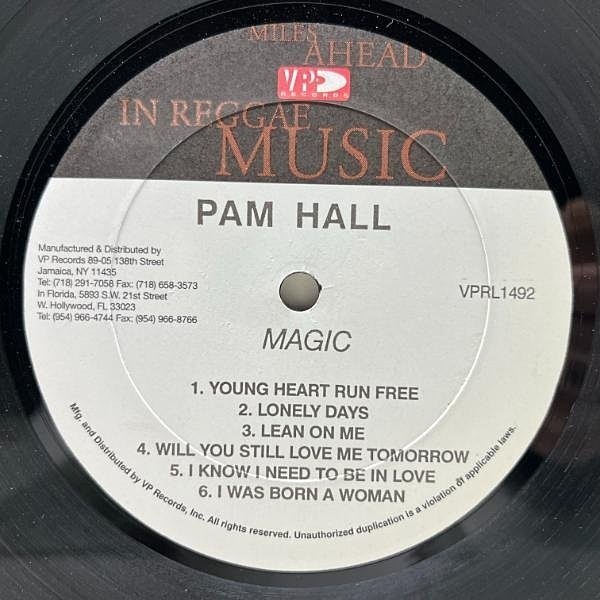 MILES
AHEAD
VP
RECORDS
IN REGGAE
MUSIC
PAM HALL
Manufactured & Distributed by
VP Records 89-05 138th Street
Jamaica, NY 11435
Tel: (718) 291-7058 Fax: (718) 658-3573
In Florida, 5893 S.W. 21st Street
W. Hollywood, FL 33023
Tel: (954) 966-4744 Fax: (954) 966-8766
VPRL1492
MAGIC
1. YOUNG HEART RUN FREE
2. LONELY DAYS
3. LEAN ON ME
4. WILL YOU STILL LOVE ME TOMORROW
5. I KNOW I NEED TO BE IN LOVE
6. I WAS BORN A WOMAN
Mfg. and Distributed by VP Records, Inc. All rights reserved. Unauthorized duplication is a violation of applicable laws.